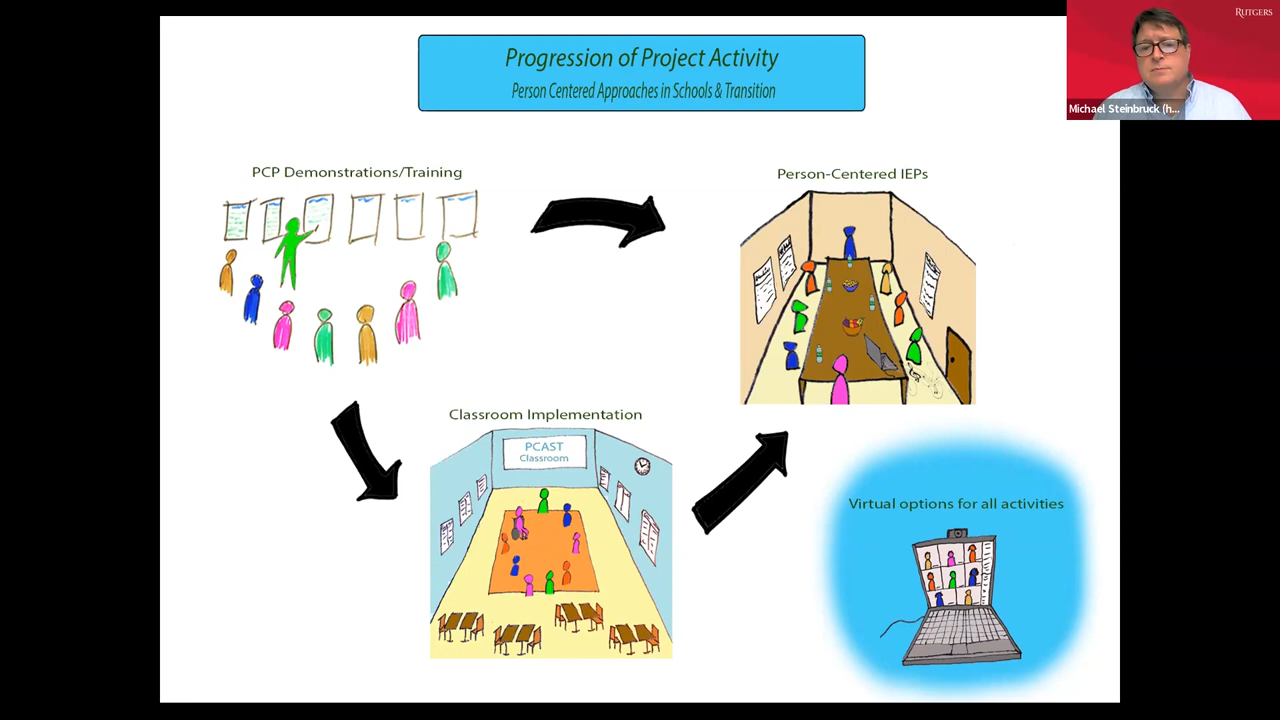 Progression of Project Activity
Person Centered Approaches in Schools & Transition
RUTGERS
Michael Steinbruck (h...
PCP Demonstrations/Training
Person-Centered IEPs
Classroom Implementation
PCAST
Classroom
Virtual options for all activities